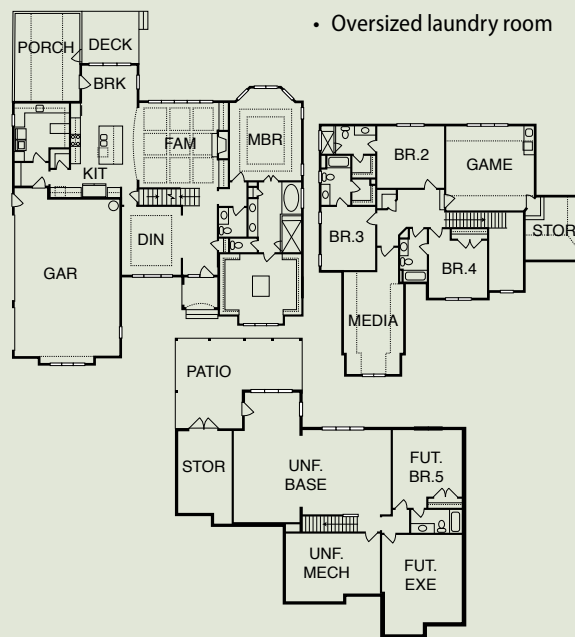 • Oversized laundry room
PORCH
DECK
BRK
FAM
MBR
KIT
DIN
GAR
BR.2
GAME
BR.3
STOR
BR.4
MEDIA
PATIO
STOR
UNF.
BASE
FUT.
BR.5
UNF.
MECH
FUT.
EXE